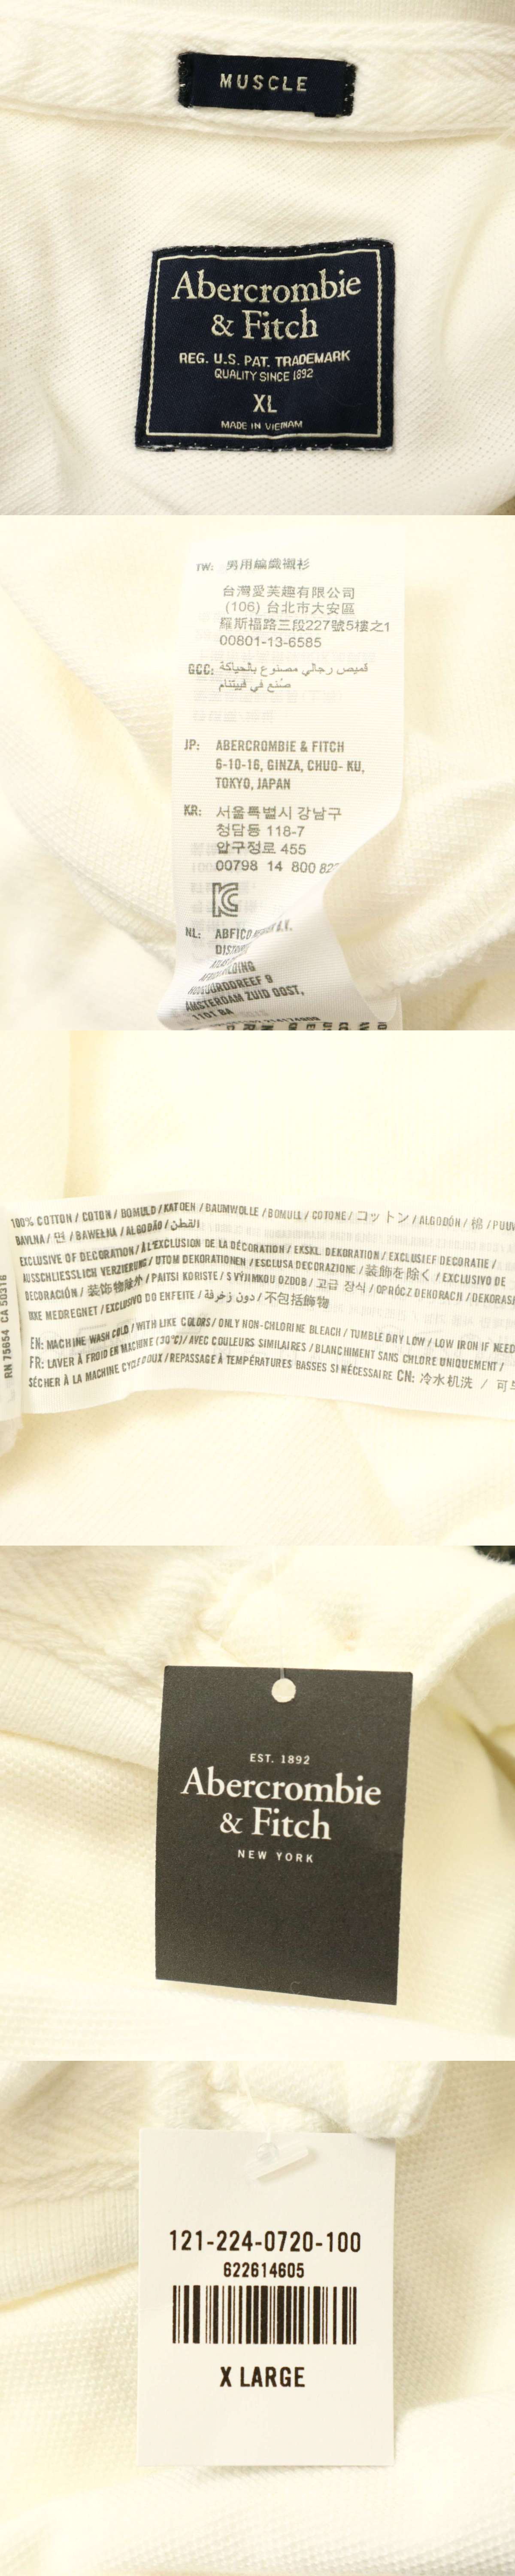 MUSCLE
Abercrombie
& Fitch
REG. U.S. PAT. TRADEMARK
QUALITY SINCE 1892
XL
MADE IN VIETNAM
TW: 男用編織襯衫
台灣愛芙趣有限公司
(106) 台北市大安區
羅斯福路三段227號5樓之1
00801-13-6585
GCC: قميص رجالي مصنوع بالحياكة
صُنع في فييتنام
JP: ABERCROMBIE & FITCH
6-10-16, GINZA, CHUO- KU,
TOKYO, JAPAN
KR: 서울특별시 강남구
청담동 118-7
압구정로 455
00798 14 800 82
NL: ABFICO
AMSTERDAM ZUID OOST,
1101 BA
100% COTTON / COTON / BOMULD / KATOEN / BAUMWOLLE / BOMULL / COTONE / コットン / ALGODÓN / 棉 / PUUV
BAVLNA / 면 / BAWEŁNA / ALGODÃO / القطن
EXCLUSIVE OF DECORATION / À L'EXCLUSION DE LA DÉCORATION / EKSKL. DEKORATION / EXCLUSIEF DECORATIE /
AUSSCHLIESSLICH VERZIERUNG / UTOM DEKORATIONEN / ESCLUSA DECORAZIONE / 装飾を除く / EXCLUSIVO DE
DECORACIÓN / 装饰物除外 / PAITSI KORISTE / S VÝJIMKOU OZDOB / 고급 장식 / OPRÓCZ DEKORACJI / DEKORAS
IKKE MEDREGNET / EXCLUSIVO DO ENFEITE / دون زخرفة / 不包括飾物
EN: MACHINE WASH COLD / WITH LIKE COLORS / ONLY NON-CHLORINE BLEACH / TUMBLE DRY LOW / LOW IRON IF NEED
FR: LAVER À FROID EN MACHINE (30°C) / AVEC COULEURS SIMILAIRES / BLANCHIMENT SANS CHLORE UNIQUEMENT /
SÉCHER À LA MACHINE CYCLE DOUX / REPASSAGE À TEMPÉRATURES BASSES SI NÉCESSAIRE CN: 冷水机洗 / 可
RN 75654 CA 50316
EST. 1892
Abercrombie
& Fitch
NEW YORK
121-224-0720-100
622614605
X LARGE